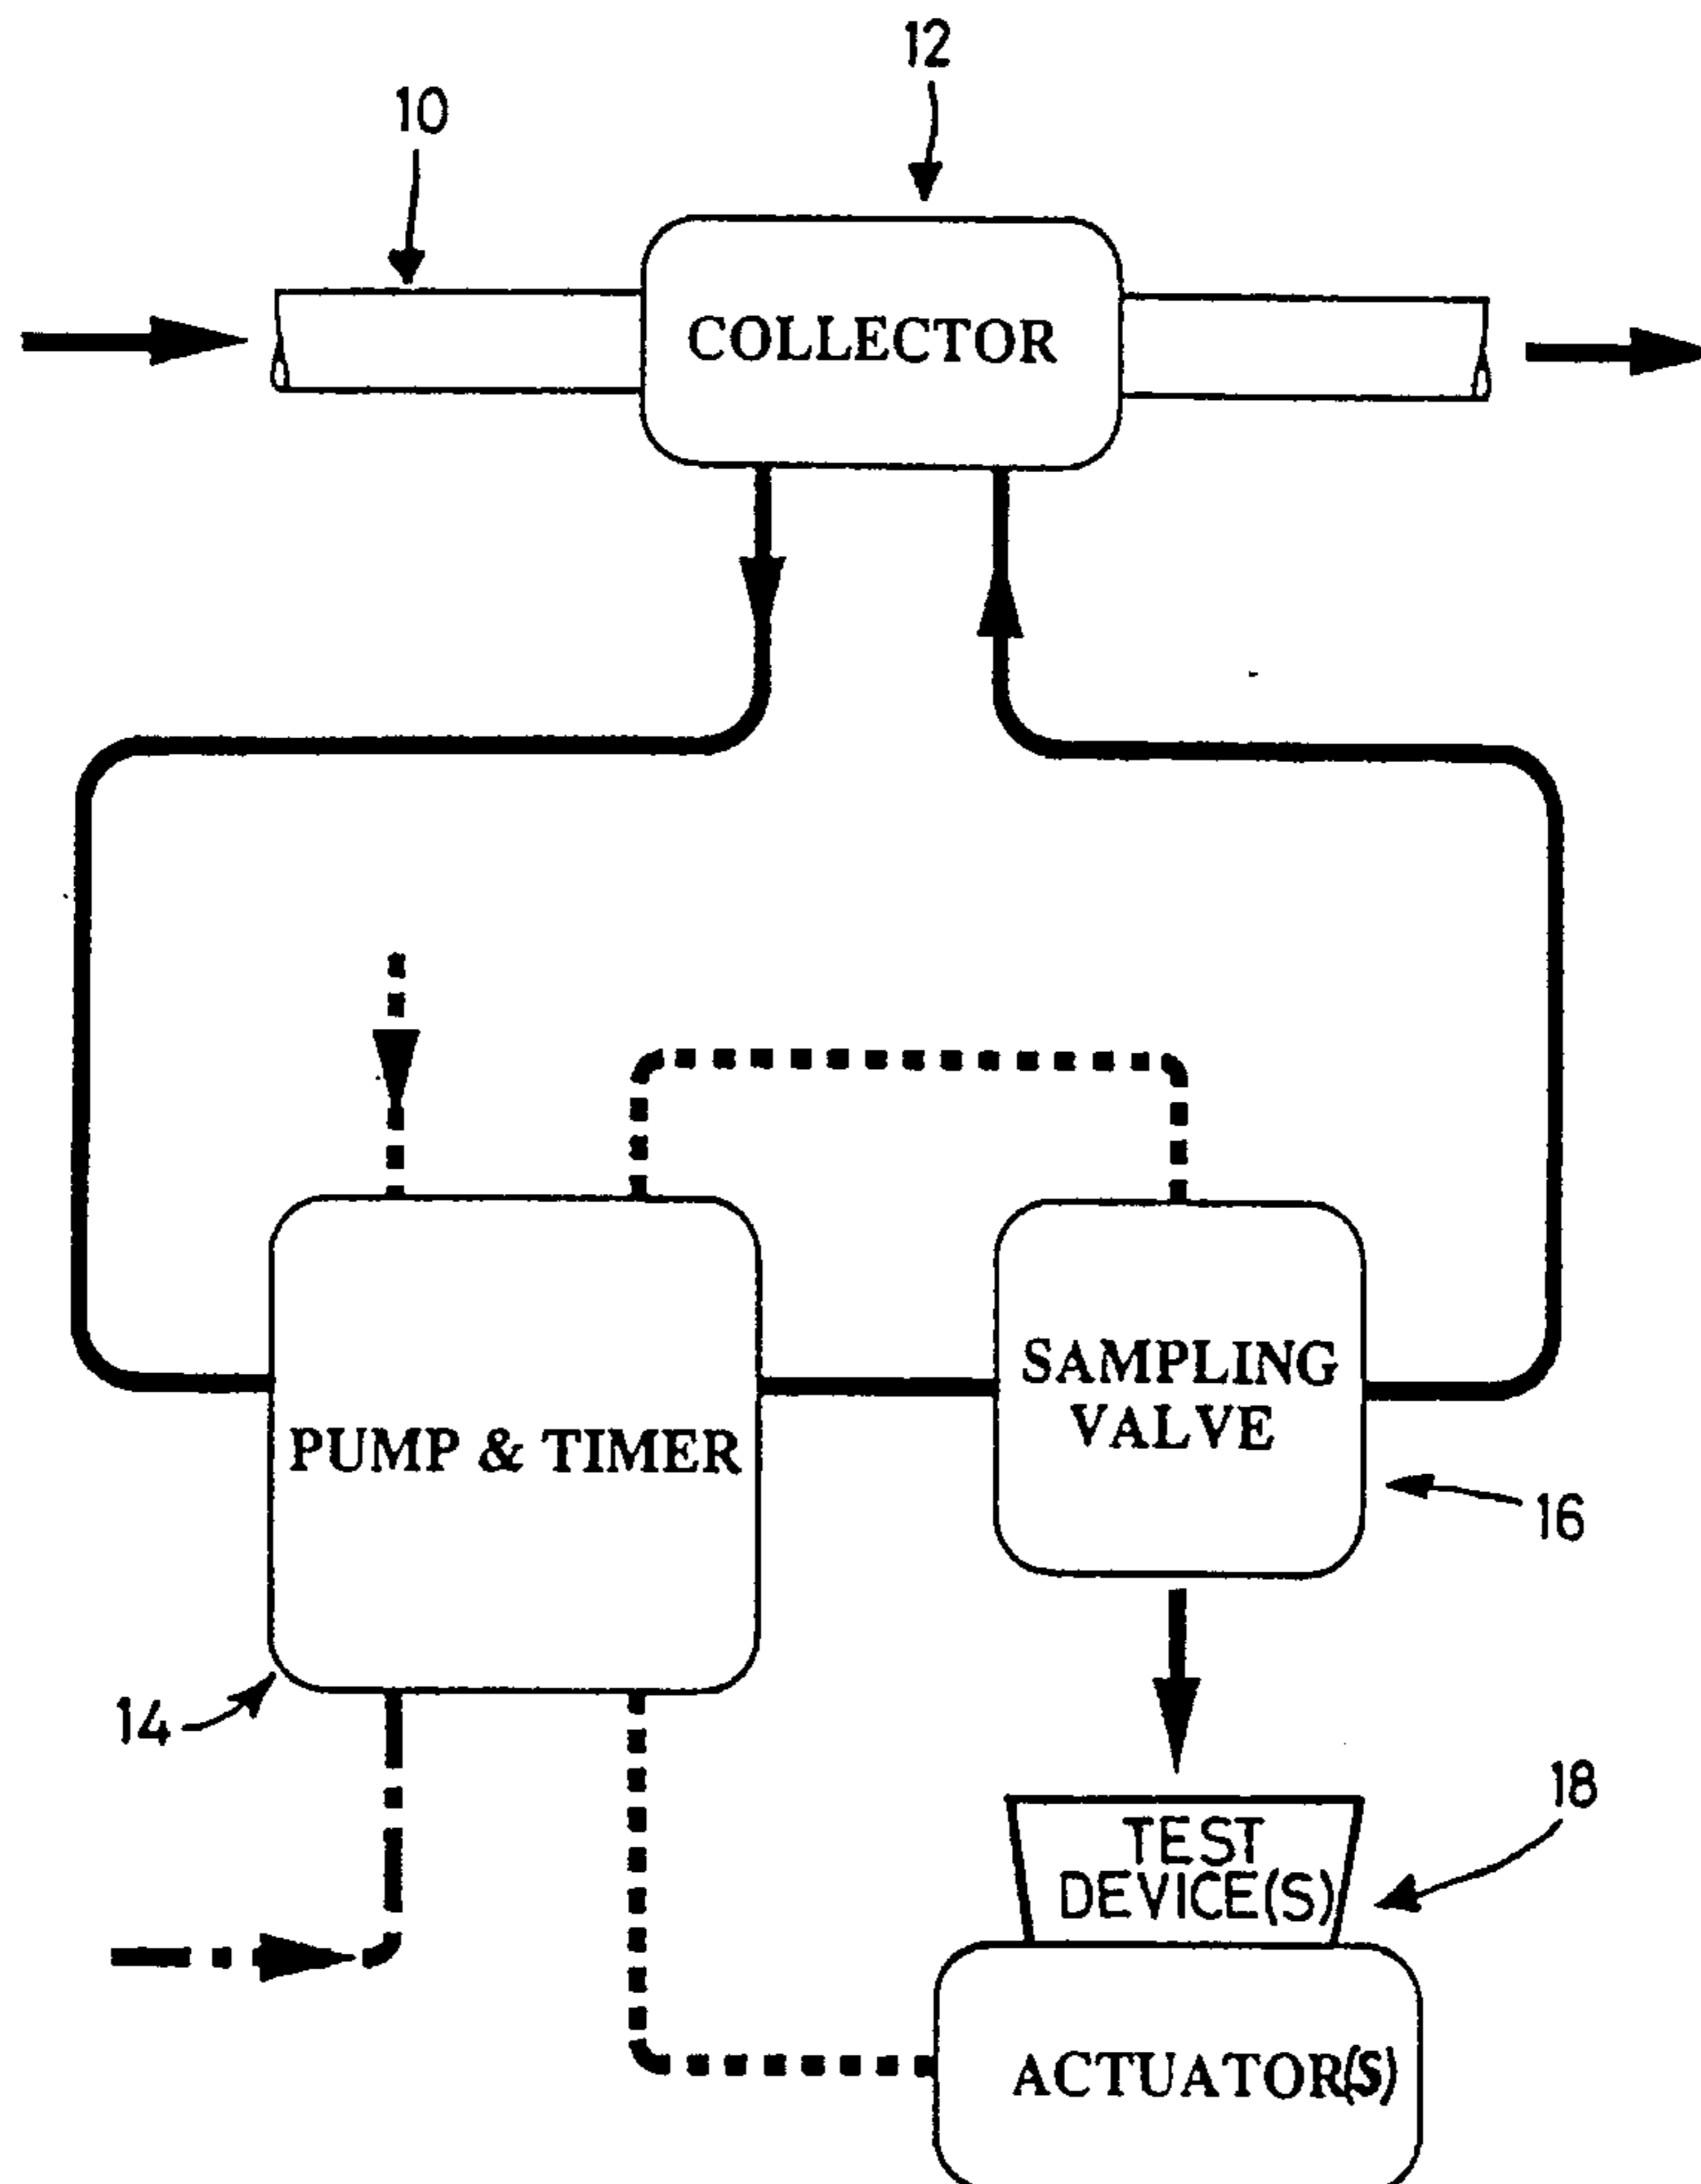 12
10
COLLECTOR
SAMPLING
VALVE
PUMP & TIMER
16
14
18
TEST
DEVICE(S)
ACTUATOR(S)